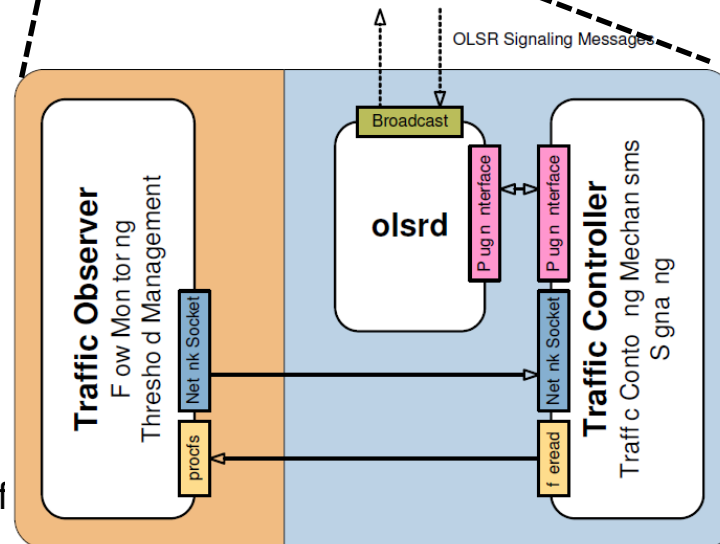 OLSR Signaling Messages
Broadcast
Traffic Observer
F ow Mon tor ng
Thresho d Management
Net nk Socket
procfs
olsrd
P ug n nterface
P ug n nterface
Net nk Socket
f eread
Traffic Controller
Traff c Conto ng Mechan sms
S gna ng
f